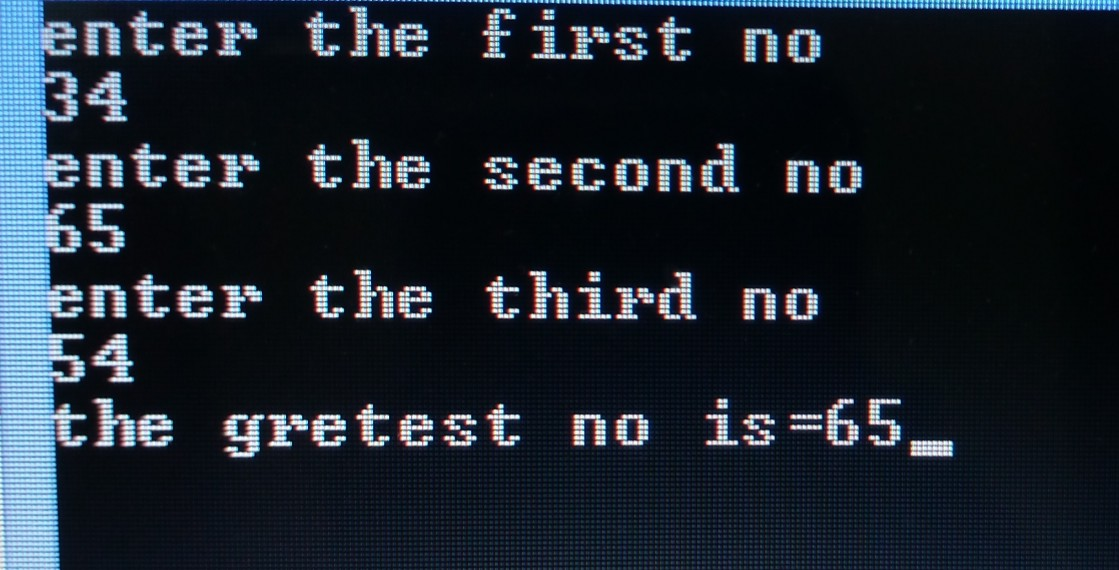 enter the first no
34
enter the second no
65
enter the third no
54
the gretest no is=65_